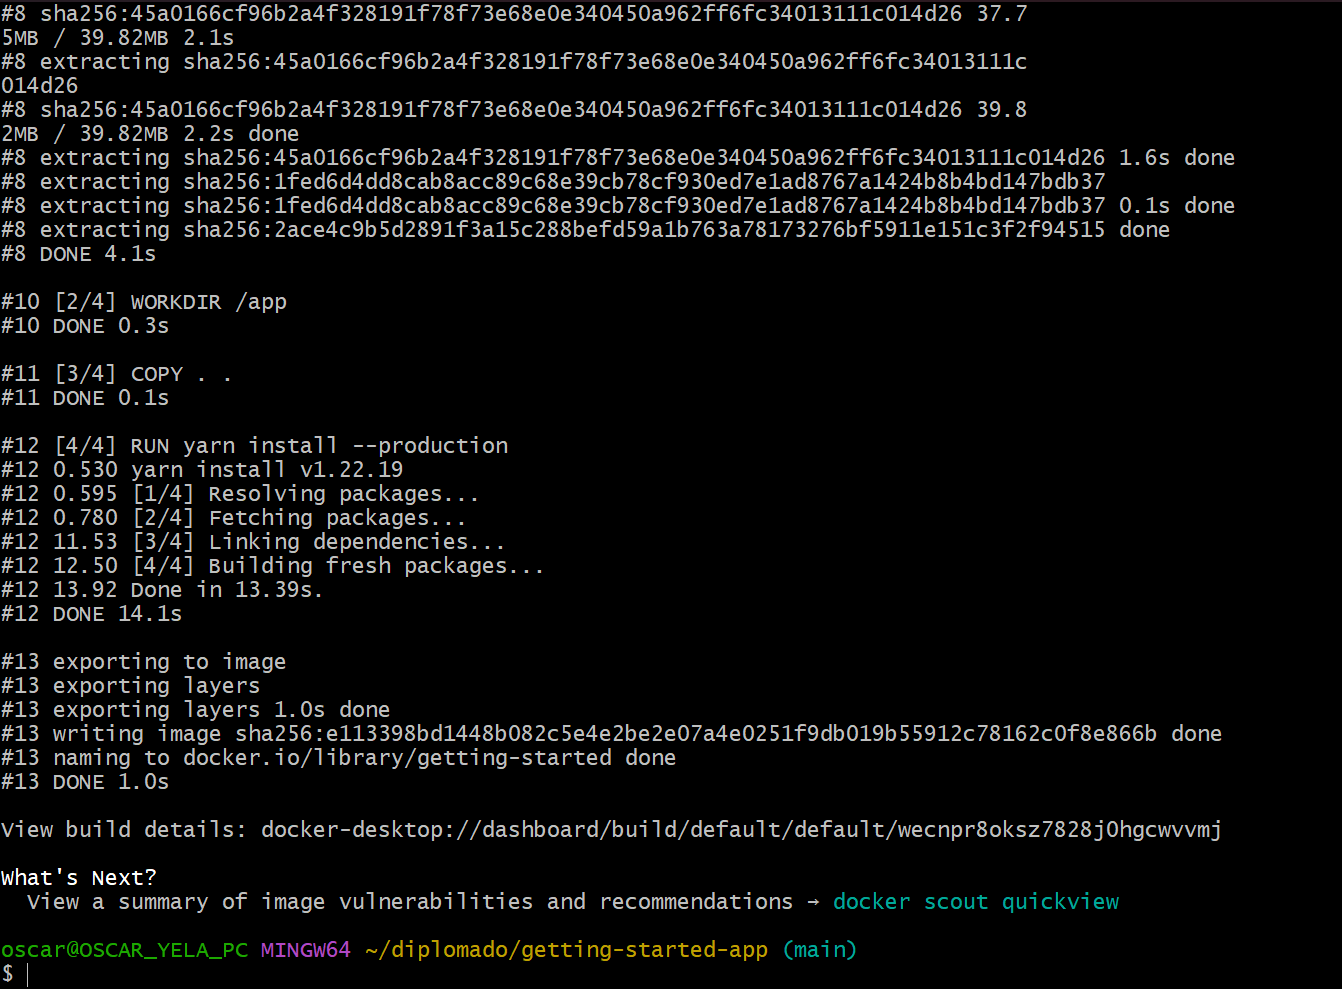 #8 sha256:45a0166cf96b2a4f328191f78f73e68e0e340450a962ff6fc34013111c014d26 37.7
5MB / 39.82MB 2.1s
#8 extracting sha256:45a0166cf96b2a4f328191f78f73e68e0e340450a962ff6fc34013111c
014d26
#8 sha256:45a0166cf96b2a4f328191f78f73e68e0e340450a962ff6fc34013111c014d26 39.8
2MB / 39.82MB 2.2s done
#8 extracting sha256:45a0166cf96b2a4f328191f78f73e68e0e340450a962ff6fc34013111c014d26 1.6s done
#8 extracting sha256:1fed6d4dd8cab8acc89c68e39cb78cf930ed7e1ad8767a1424b8b4bd147bdb37
#8 extracting sha256:1fed6d4dd8cab8acc89c68e39cb78cf930ed7e1ad8767a1424b8b4bd147bdb37 0.1s done
#8 extracting sha256:2ace4c9b5d2891f3a15c288befd59a1b763a78173276bf5911e151c3f2f94515 done
#8 DONE 4.1s

#10 [2/4] WORKDIR /app
#10 DONE 0.3s

#11 [3/4] COPY . .
#11 DONE 0.1s

#12 [4/4] RUN yarn install --production
#12 0.530 yarn install v1.22.19
#12 0.595 [1/4] Resolving packages...
#12 0.780 [2/4] Fetching packages...
#12 11.53 [3/4] Linking dependencies...
#12 12.50 [4/4] Building fresh packages...
#12 13.92 Done in 13.39s.
#12 DONE 14.1s

#13 exporting to image
#13 exporting layers
#13 exporting layers 1.0s done
#13 writing image sha256:e113398bd1448b082c5e4e2be2e07a4e0251f9db019b55912c78162c0f8e866b done
#13 naming to docker.io/library/getting-started done
#13 DONE 1.0s

View build details: docker-desktop://dashboard/build/default/default/wecnpr8oksz7828j0hgcwvvmj

What's Next?
  View a summary of image vulnerabilities and recommendations → docker scout quickview

oscar@OSCAR_YELA_PC MINGW64 ~/diplomado/getting-started-app (main)
$